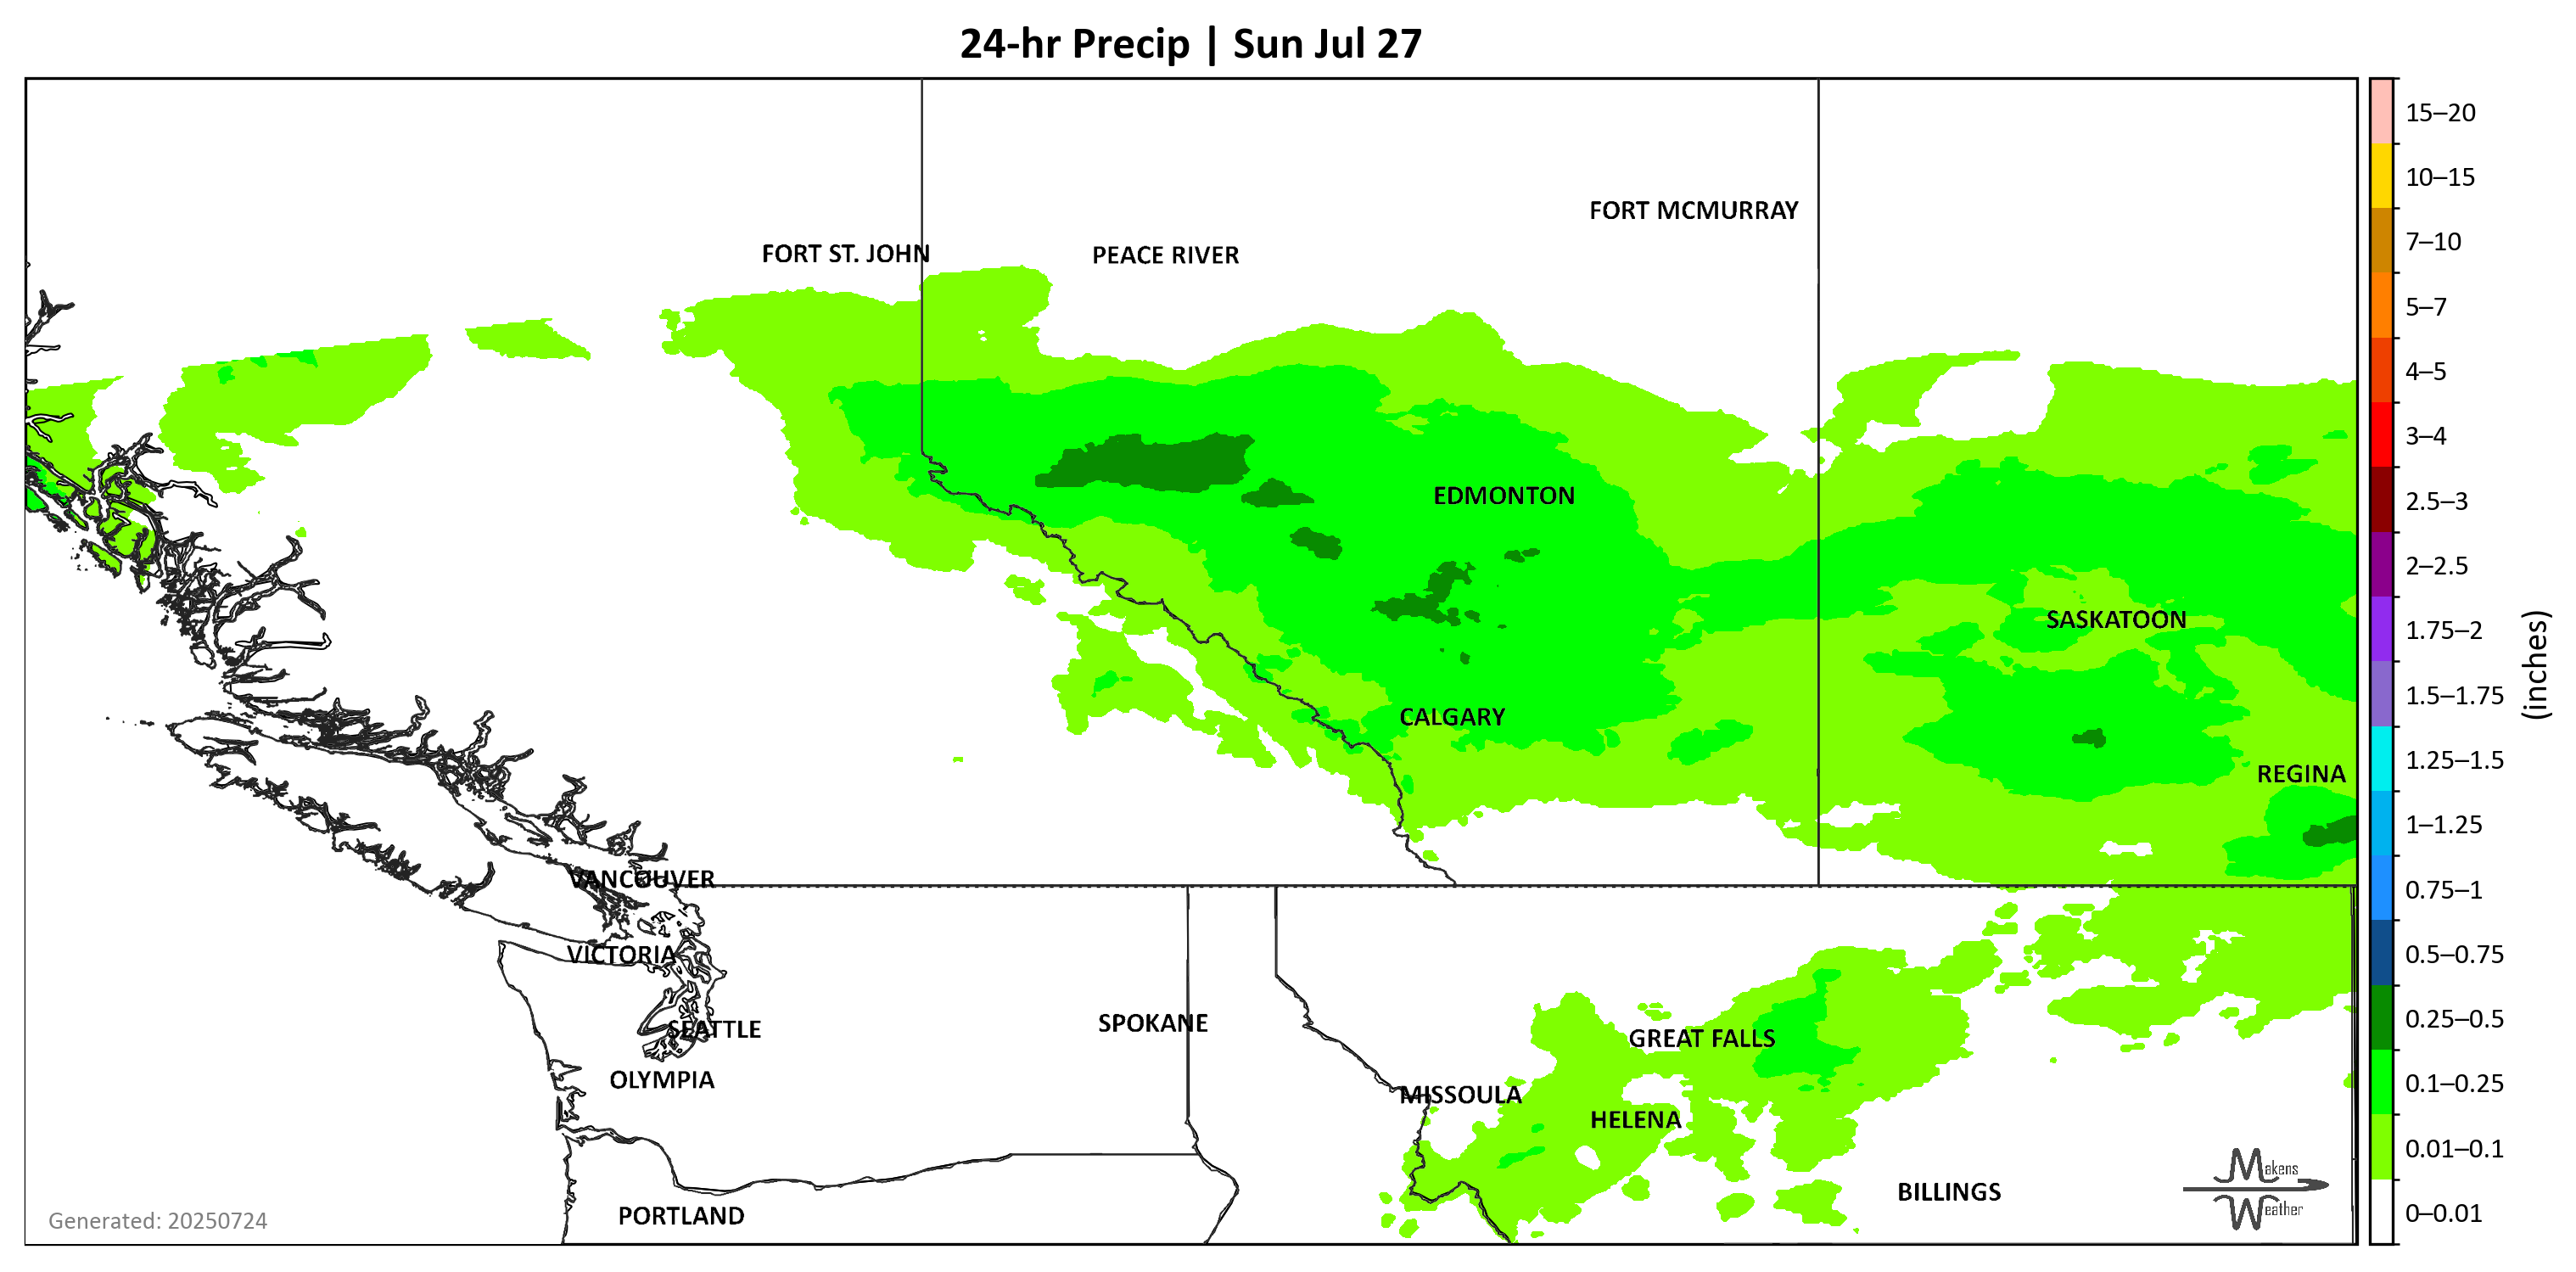 24-hr Precip | Sun Jul 27
FORT MCMURRAY
FORT ST. JOHN
PEACE RIVER
EDMONTON
SASKATOON
CALGARY
REGINA
VANCOUVER
VICTORIA
SPOKANE
SEATTLE
GREAT FALLS
OLYMPIA
MISSOULA
HELENA
BILLINGS
PORTLAND
Generated: 20250724
Makens
Weather
15–20
10–15
7–10
5–7
4–5
3–4
2.5–3
2–2.5
1.75–2
1.5–1.75
1.25–1.5
1–1.25
0.75–1
0.5–0.75
0.25–0.5
0.1–0.25
0.01–0.1
0–0.01
(inches)